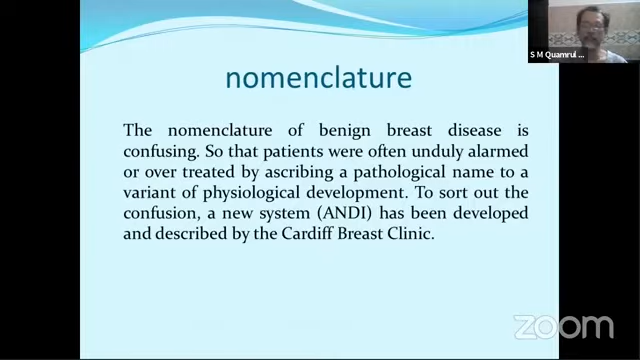 S M Quamrul ...
nomenclature
The nomenclature of benign breast disease is
confusing. So that patients were often unduly alarmed
or over treated by ascribing a pathological name to a
variant of physiological development. To sort out the
confusion, a new system (ANDI) has been developed
and described by the Cardiff Breast Clinic.
zoom